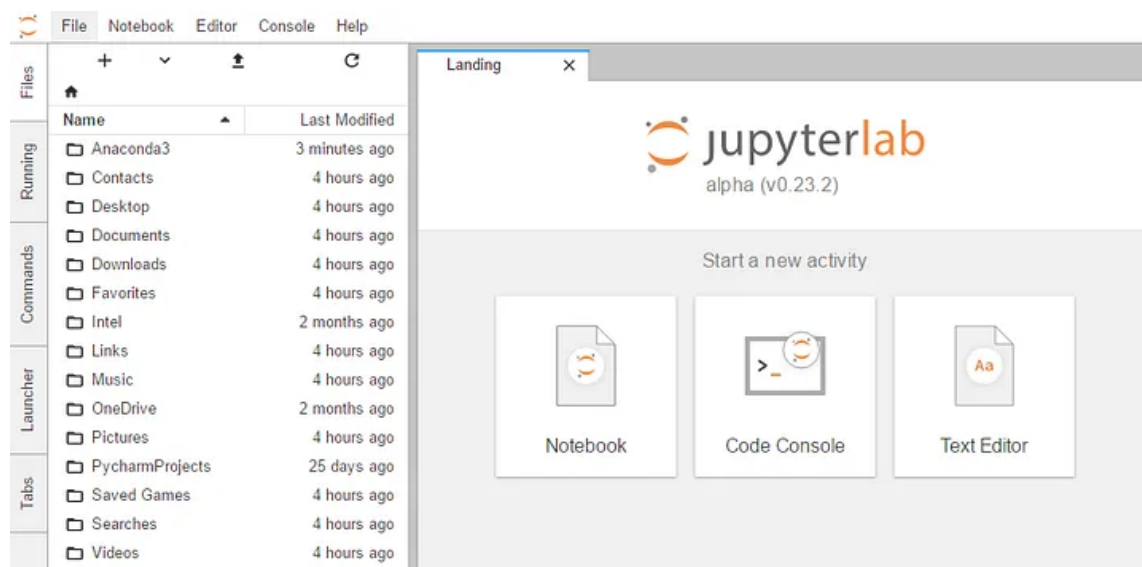 File Notebook Editor Console Help
Files
Running
Commands
Launcher
Tabs
Name Last Modified
Anaconda3 3 minutes ago
Contacts 4 hours ago
Desktop 4 hours ago
Documents 4 hours ago
Downloads 4 hours ago
Favorites 4 hours ago
Intel 2 months ago
Links 4 hours ago
Music 4 hours ago
OneDrive 2 months ago
Pictures 4 hours ago
PycharmProjects 25 days ago
Saved Games 4 hours ago
Searches 4 hours ago
Videos 4 hours ago
Landing
jupyterlab
alpha (v0.23.2)
Start a new activity
>_ Aa
Notebook Code Console Text Editor